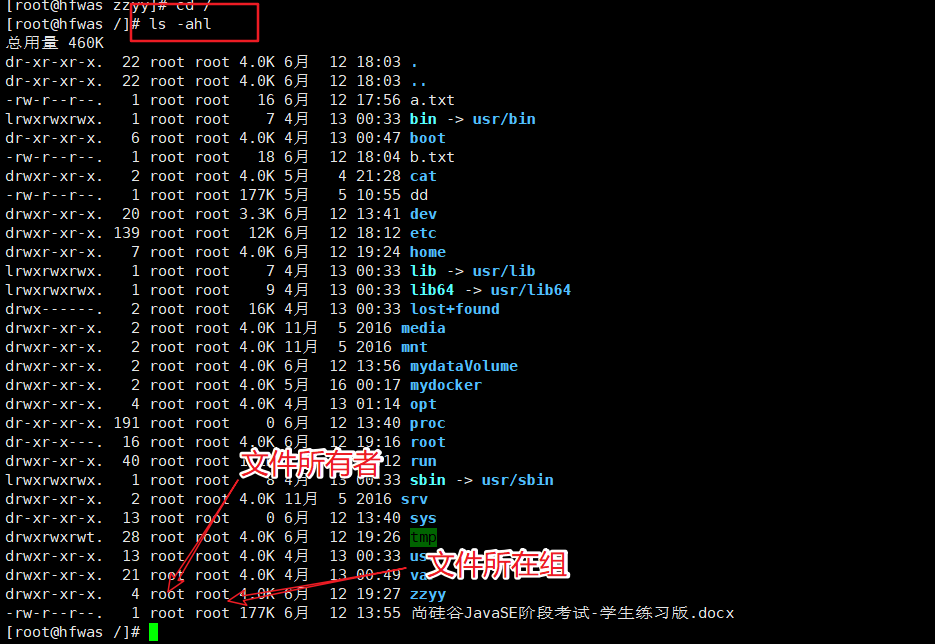 [root@hfwas zzyy]# cd /
[root@hfwas /]# ls -ahl
总用量 460K
dr-xr-xr-x. 22 root root 4.0K 6月 12 18:03 .
dr-xr-xr-x. 22 root root 4.0K 6月 12 18:03 ..
-rw-r--r--. 1 root root 16 6月 12 17:56 a.txt
lrwxrwxrwx. 1 root root 7 4月 13 00:33 bin -> usr/bin
dr-xr-xr-x. 6 root root 4.0K 4月 13 00:47 boot
-rw-r--r--. 1 root root 18 6月 12 18:04 b.txt
drwxr-xr-x. 2 root root 4.0K 5月 4 21:28 cat
-rw-r--r--. 1 root root 177K 5月 5 10:55 dd
drwxr-xr-x. 20 root root 3.3K 6月 12 13:41 dev
drwxr-xr-x. 139 root root 12K 6月 12 18:12 etc
drwxr-xr-x. 7 root root 4.0K 6月 12 19:24 home
lrwxrwxrwx. 1 root root 7 4月 13 00:33 lib -> usr/lib
lrwxrwxrwx. 1 root root 9 4月 13 00:33 lib64 -> usr/lib64
drwx------. 2 root root 16K 4月 13 00:33 lost+found
drwxr-xr-x. 2 root root 4.0K 11月 5 2016 media
drwxr-xr-x. 2 root root 4.0K 11月 5 2016 mnt
drwxr-xr-x. 2 root root 4.0K 6月 12 13:56 mydataVolume
drwxr-xr-x. 2 root root 4.0K 5月 16 00:17 mydocker
drwxr-xr-x. 4 root root 4.0K 4月 13 01:14 opt
dr-xr-xr-x. 191 root root 0 6月 12 13:40 proc
dr-xr-x---. 16 root root 4.0K 6月 12 19:16 root
drwxr-xr-x. 40 root root :12 run
文件所有者
lrwxrwxrwx. 1 root root 8 4月 13 00:33 sbin -> usr/sbin
drwxr-xr-x. 2 root root 4.0K 11月 5 2016 srv
dr-xr-xr-x. 13 root root 0 6月 12 13:40 sys
drwxrwxrwt. 28 root root 4.0K 6月 12 19:26 tmp
drwxr-xr-x. 13 root root 4.0K 4月 13 00:33
文件所在组
drwxr-xr-x. 21 root root 4.0K 4月 13 00:49
drwxr-xr-x. 4 root root 4.0K 6月 12 19:27 zzyy
-rw-r--r--. 1 root root 177K 6月 12 13:55 尚硅谷JavaSE阶段考试-学生练习版.docx
[root@hfwas /]#